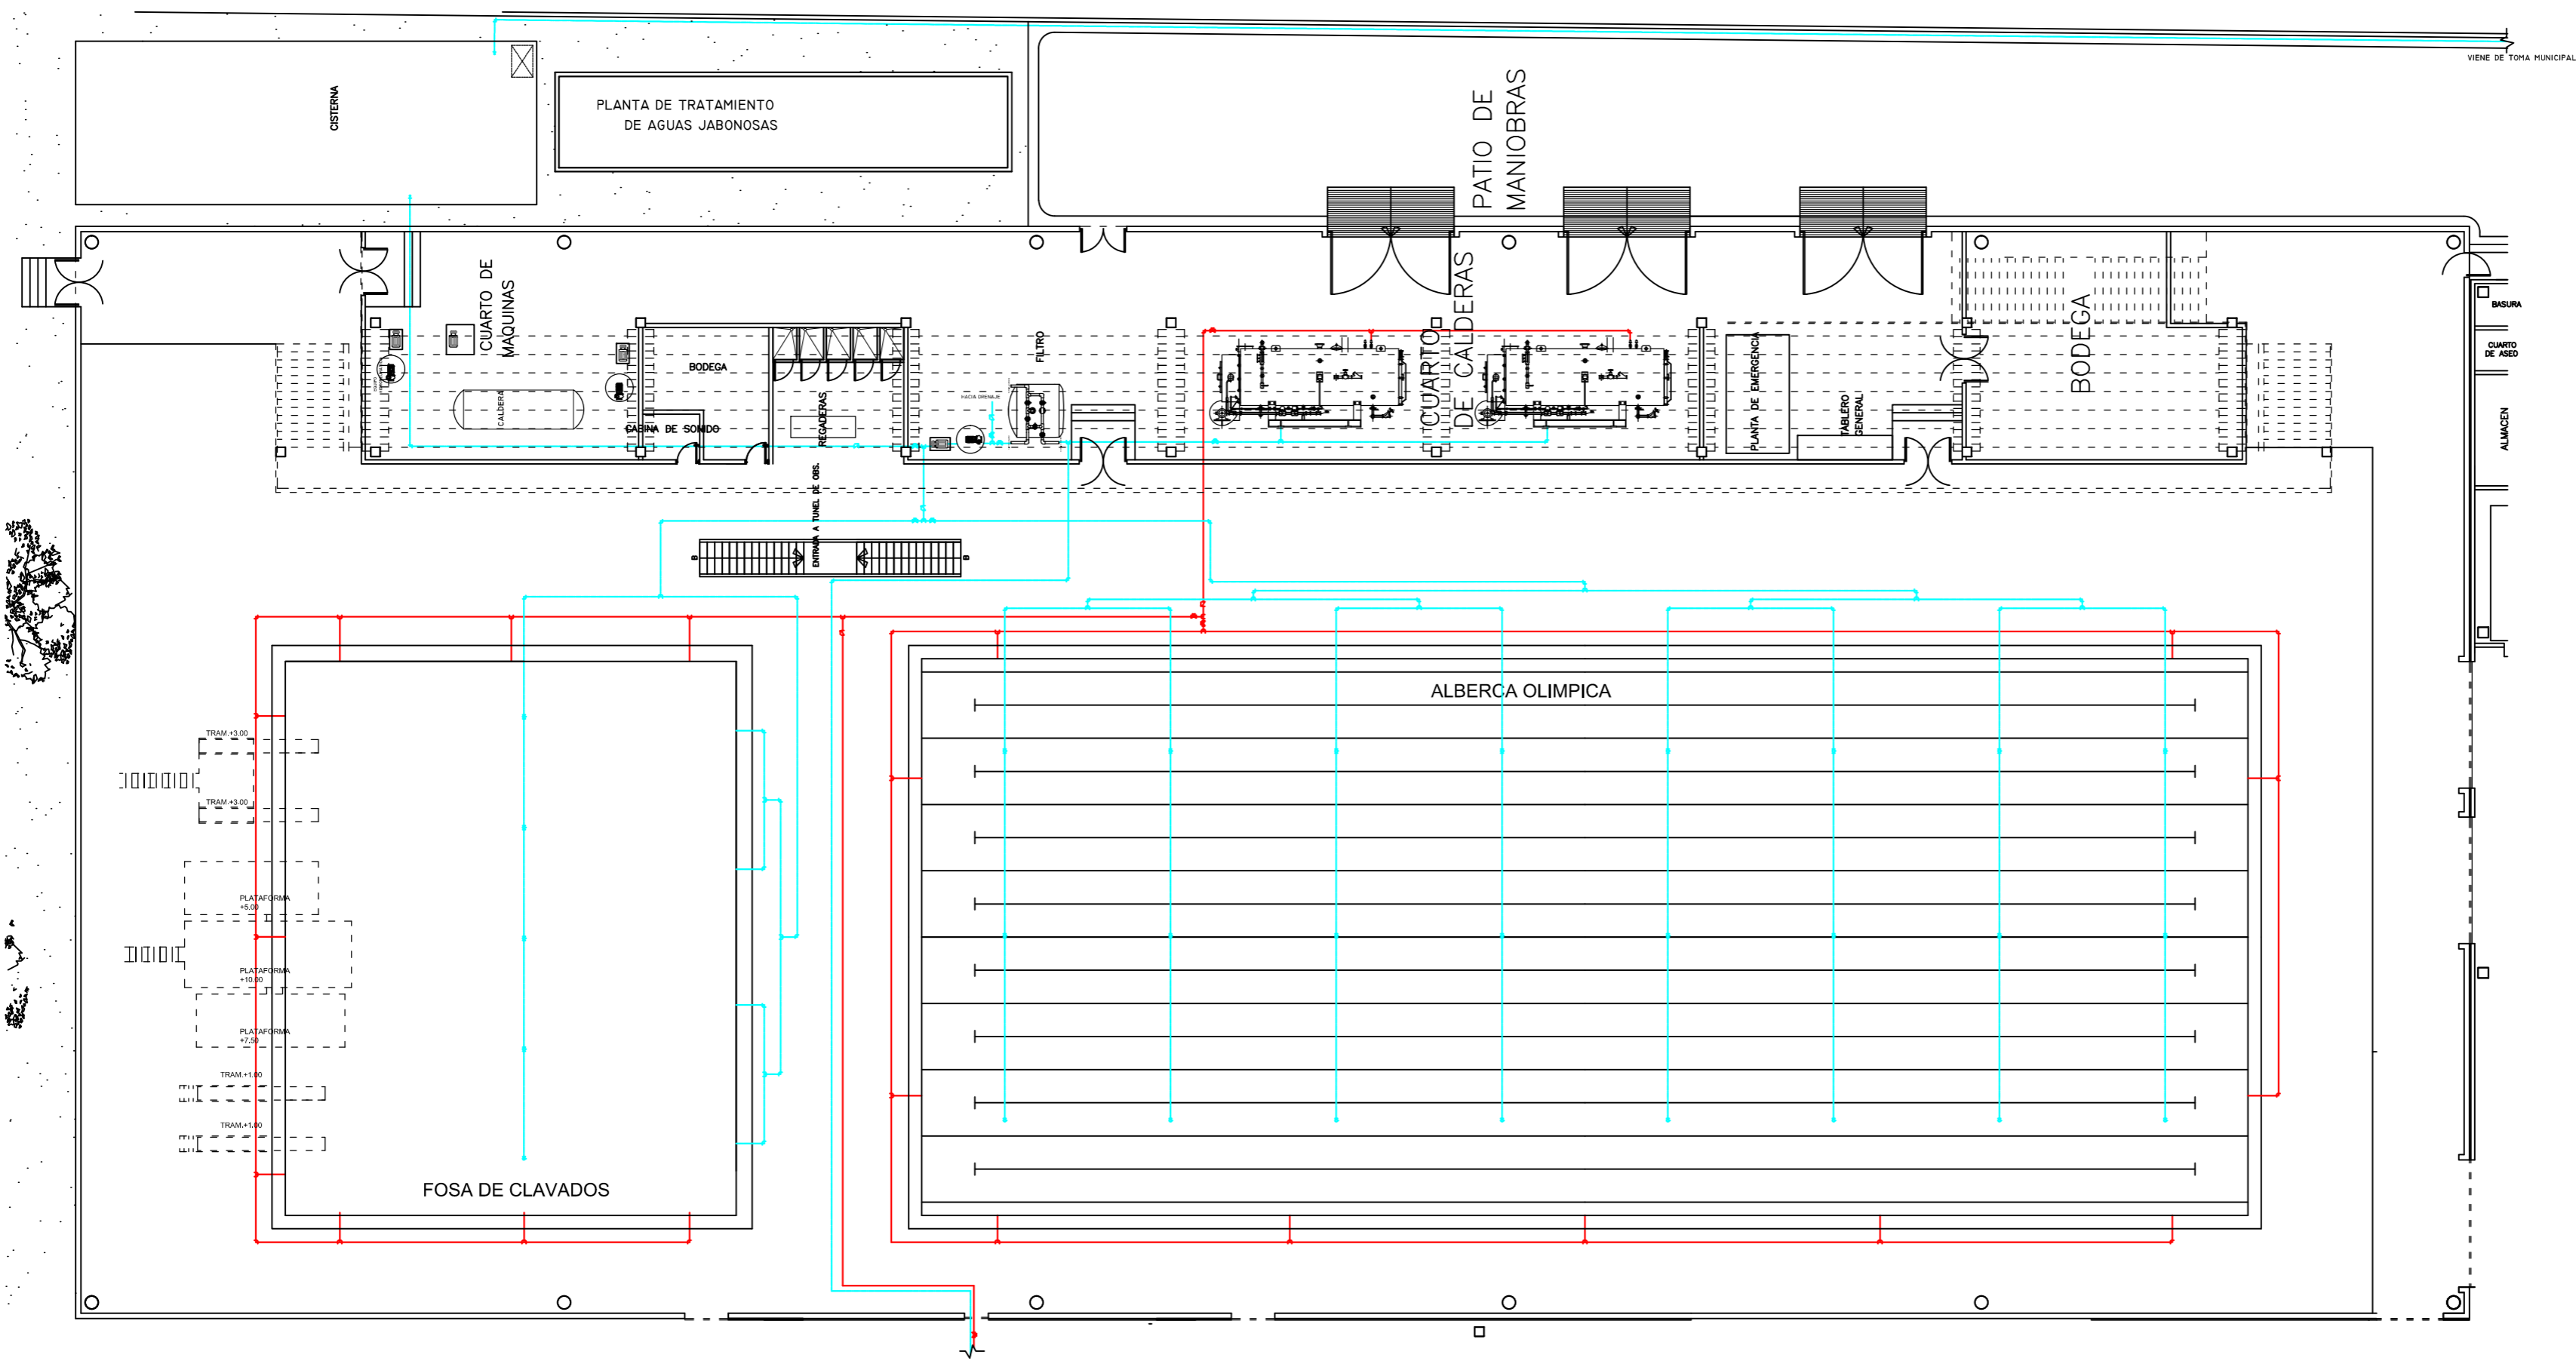 VIENE DE TOMA MUNICIPAL
CISTERNA
PLANTA DE TRATAMIENTO
DE AGUAS JABONOSAS
PATIO DE
MANIOBRAS
CUARTO DE
MAQUINAS
CALDERA
BODEGA
CABINA DE SONIDO
REGADERAS
FILTRO
HACIA DRENAJE
CUARTO
DE CALDERAS
PLANTA DE EMERGENCIA
TABLERO
GENERAL
BODEGA
BASURA
CUARTO
DE ASEO
ALMACEN
ENTRADA A TUNEL DE OBS.
B
B
ALBERCA OLIMPICA
TRAM.+3.00
TRAM.+3.00
PLATAFORMA
+5.00
PLATAFORMA
+10.00
PLATAFORMA
+7.50
TRAM.+1.00
TRAM.+1.00
FOSA DE CLAVADOS